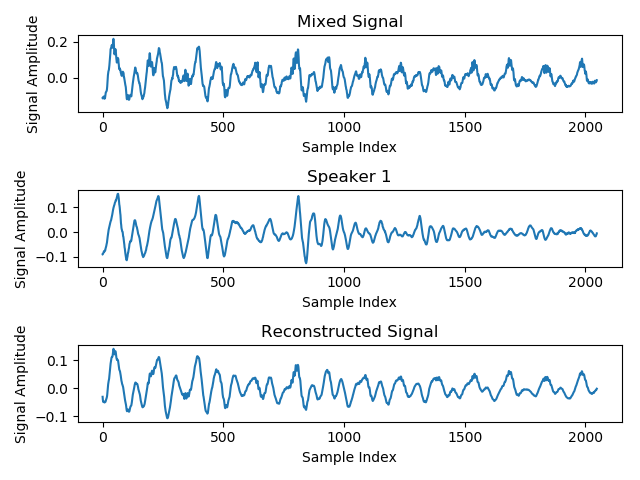 Mixed Signal
Signal Amplitude
0.2
0.0
0 500 1000 1500 2000
Sample Index
Speaker 1
Signal Amplitude
0.1
0.0
−0.1
0 500 1000 1500 2000
Sample Index
Reconstructed Signal
Signal Amplitude
0.1
0.0
−0.1
0 500 1000 1500 2000
Sample Index